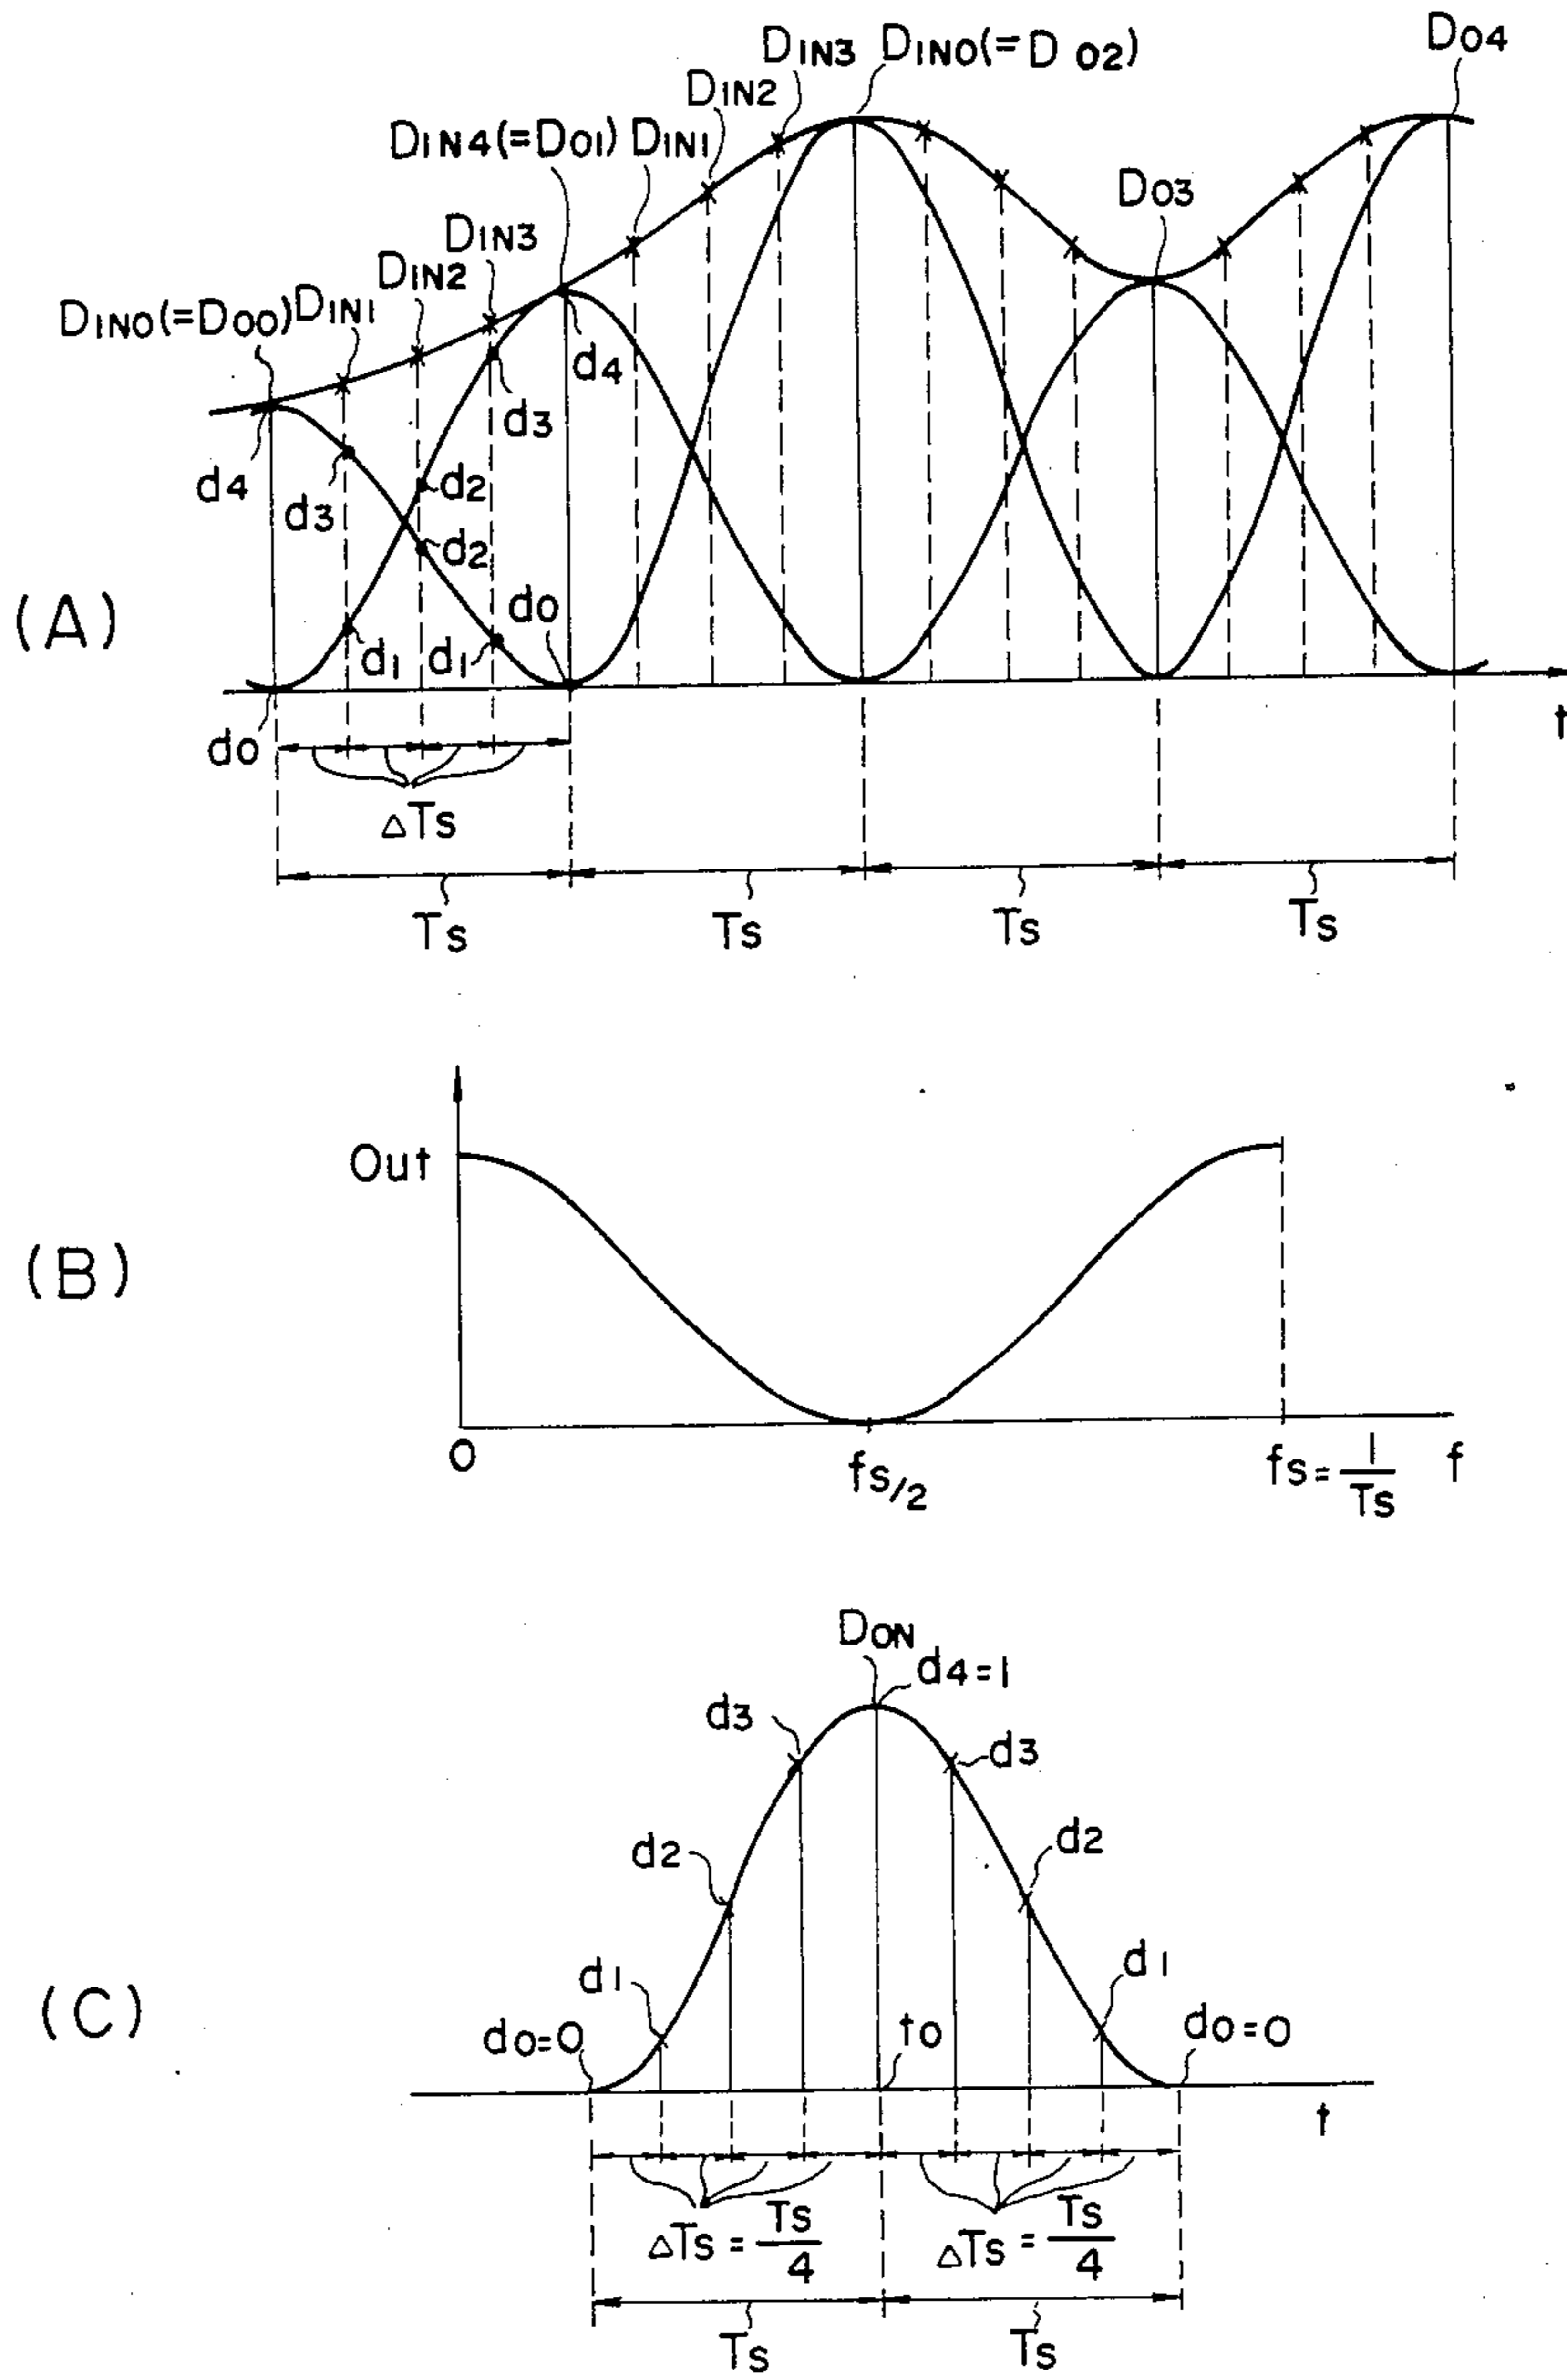 DIN3 DIN0(=D02) D04
DIN2
DIN4(=D01) DIN1
D03
DIN3
DIN2
DIN0(=D00) DIN1
d4
d4
d3
d3
d2
d2
d0
(A)
d1 d1
d0
t
ΔTs
Ts Ts Ts Ts
Out
(B)
0 fs/2 fs=1/Ts f
DON
d4=1
d3
d3
d2
d2
d1
d1
(C)
d0=0 t0 d0=0
t
ΔTs=Ts/4 ΔTs=Ts/4
Ts Ts